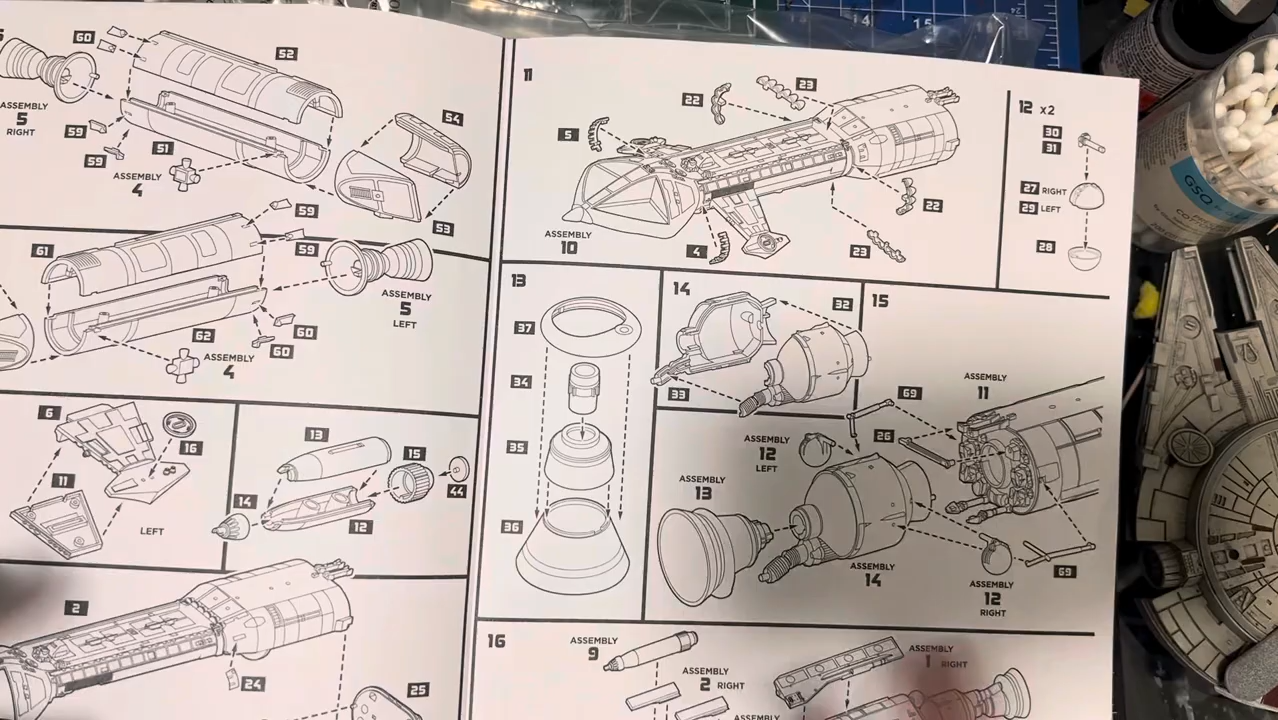 60
52
ASSEMBLY
5
RIGHT
59
59
51
54
ASSEMBLY
4
53
59
59
61
ASSEMBLY
5
LEFT
62
60
60
ASSEMBLY
4
6
16
11
LEFT
13
15
14
12
44
2
24
25
11
23
22
5
22
4
23
ASSEMBLY
10
12 x2
30
31
27 RIGHT
29 LEFT
28
13
37
34
35
36
14
32
33
15
ASSEMBLY
11
69
26
ASSEMBLY
12
LEFT
ASSEMBLY
13
ASSEMBLY
14
ASSEMBLY
12
RIGHT
69
16
ASSEMBLY
9
ASSEMBLY
2 RIGHT
ASSEMBLY
1 RIGHT
ASSEMBLY
14
15
GSQ